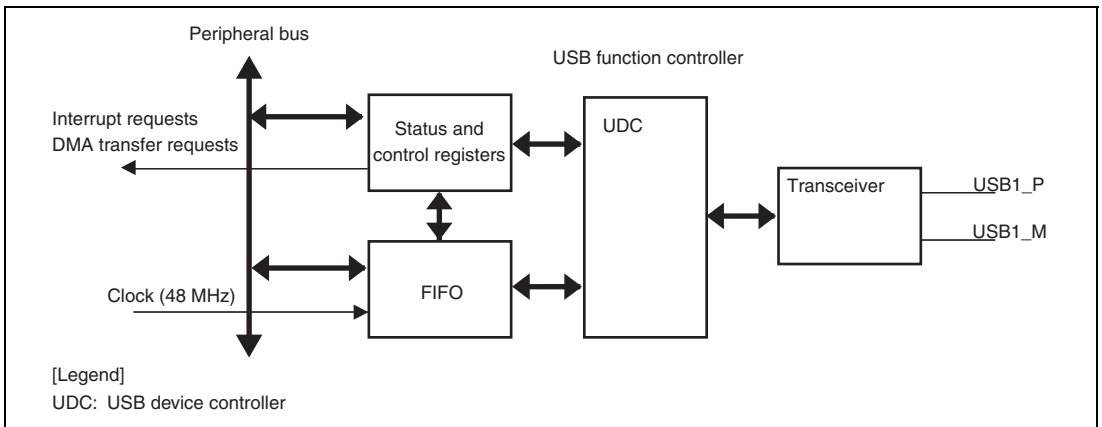 Peripheral bus
USB function controller
Interrupt requests
DMA transfer requests
Status and
control registers
UDC
Transceiver
USB1_P
USB1_M
Clock (48 MHz)
FIFO
[Legend]
UDC: USB device controller